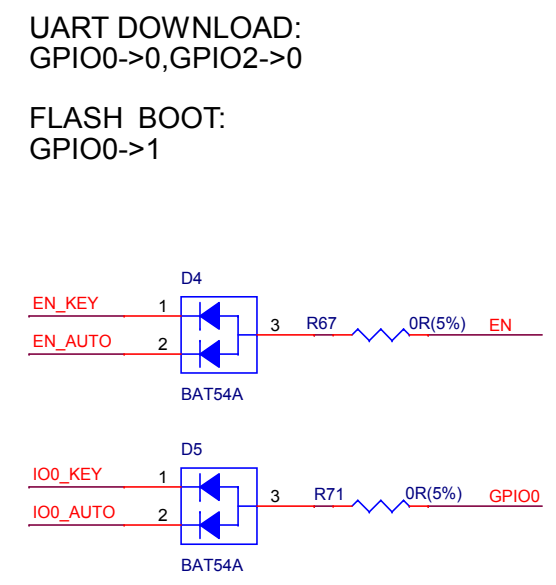 UART DOWNLOAD:
GPIO0->0,GPIO2->0
FLASH BOOT:
GPIO0->1
D4
EN_KEY 1
3 R67 0R(5%) EN
EN_AUTO 2
BAT54A
D5
IO0_KEY 1
3 R71 0R(5%) GPIO0
IO0_AUTO 2
BAT54A